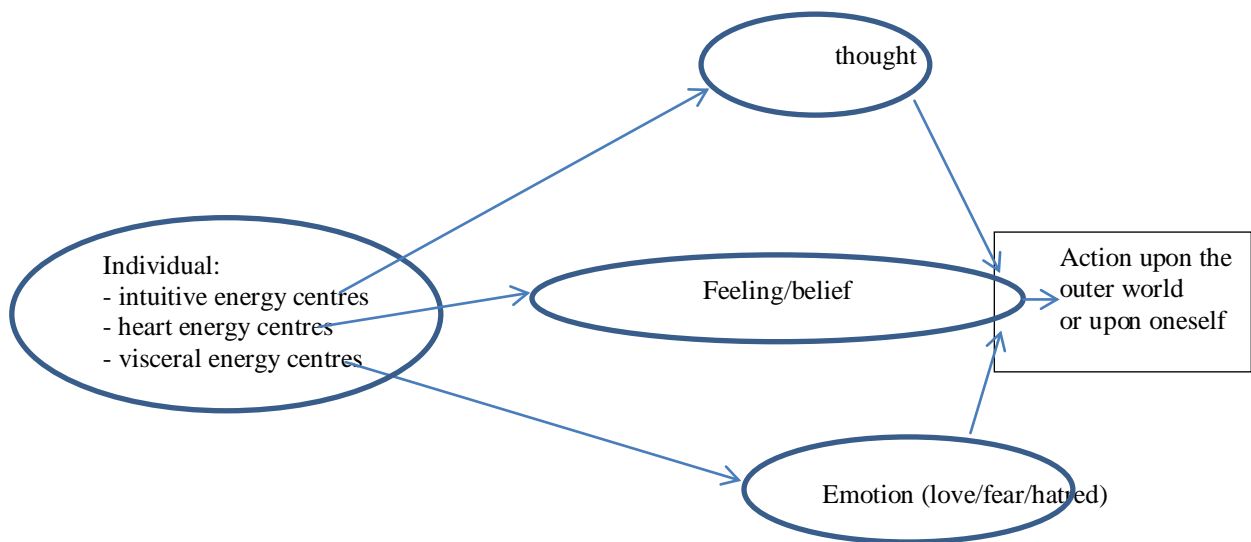 thought
Individual:
- intuitive energy centres
- heart energy centres
- visceral energy centres
Feeling/belief
Action upon the
outer world
or upon oneself
Emotion (love/fear/hatred)